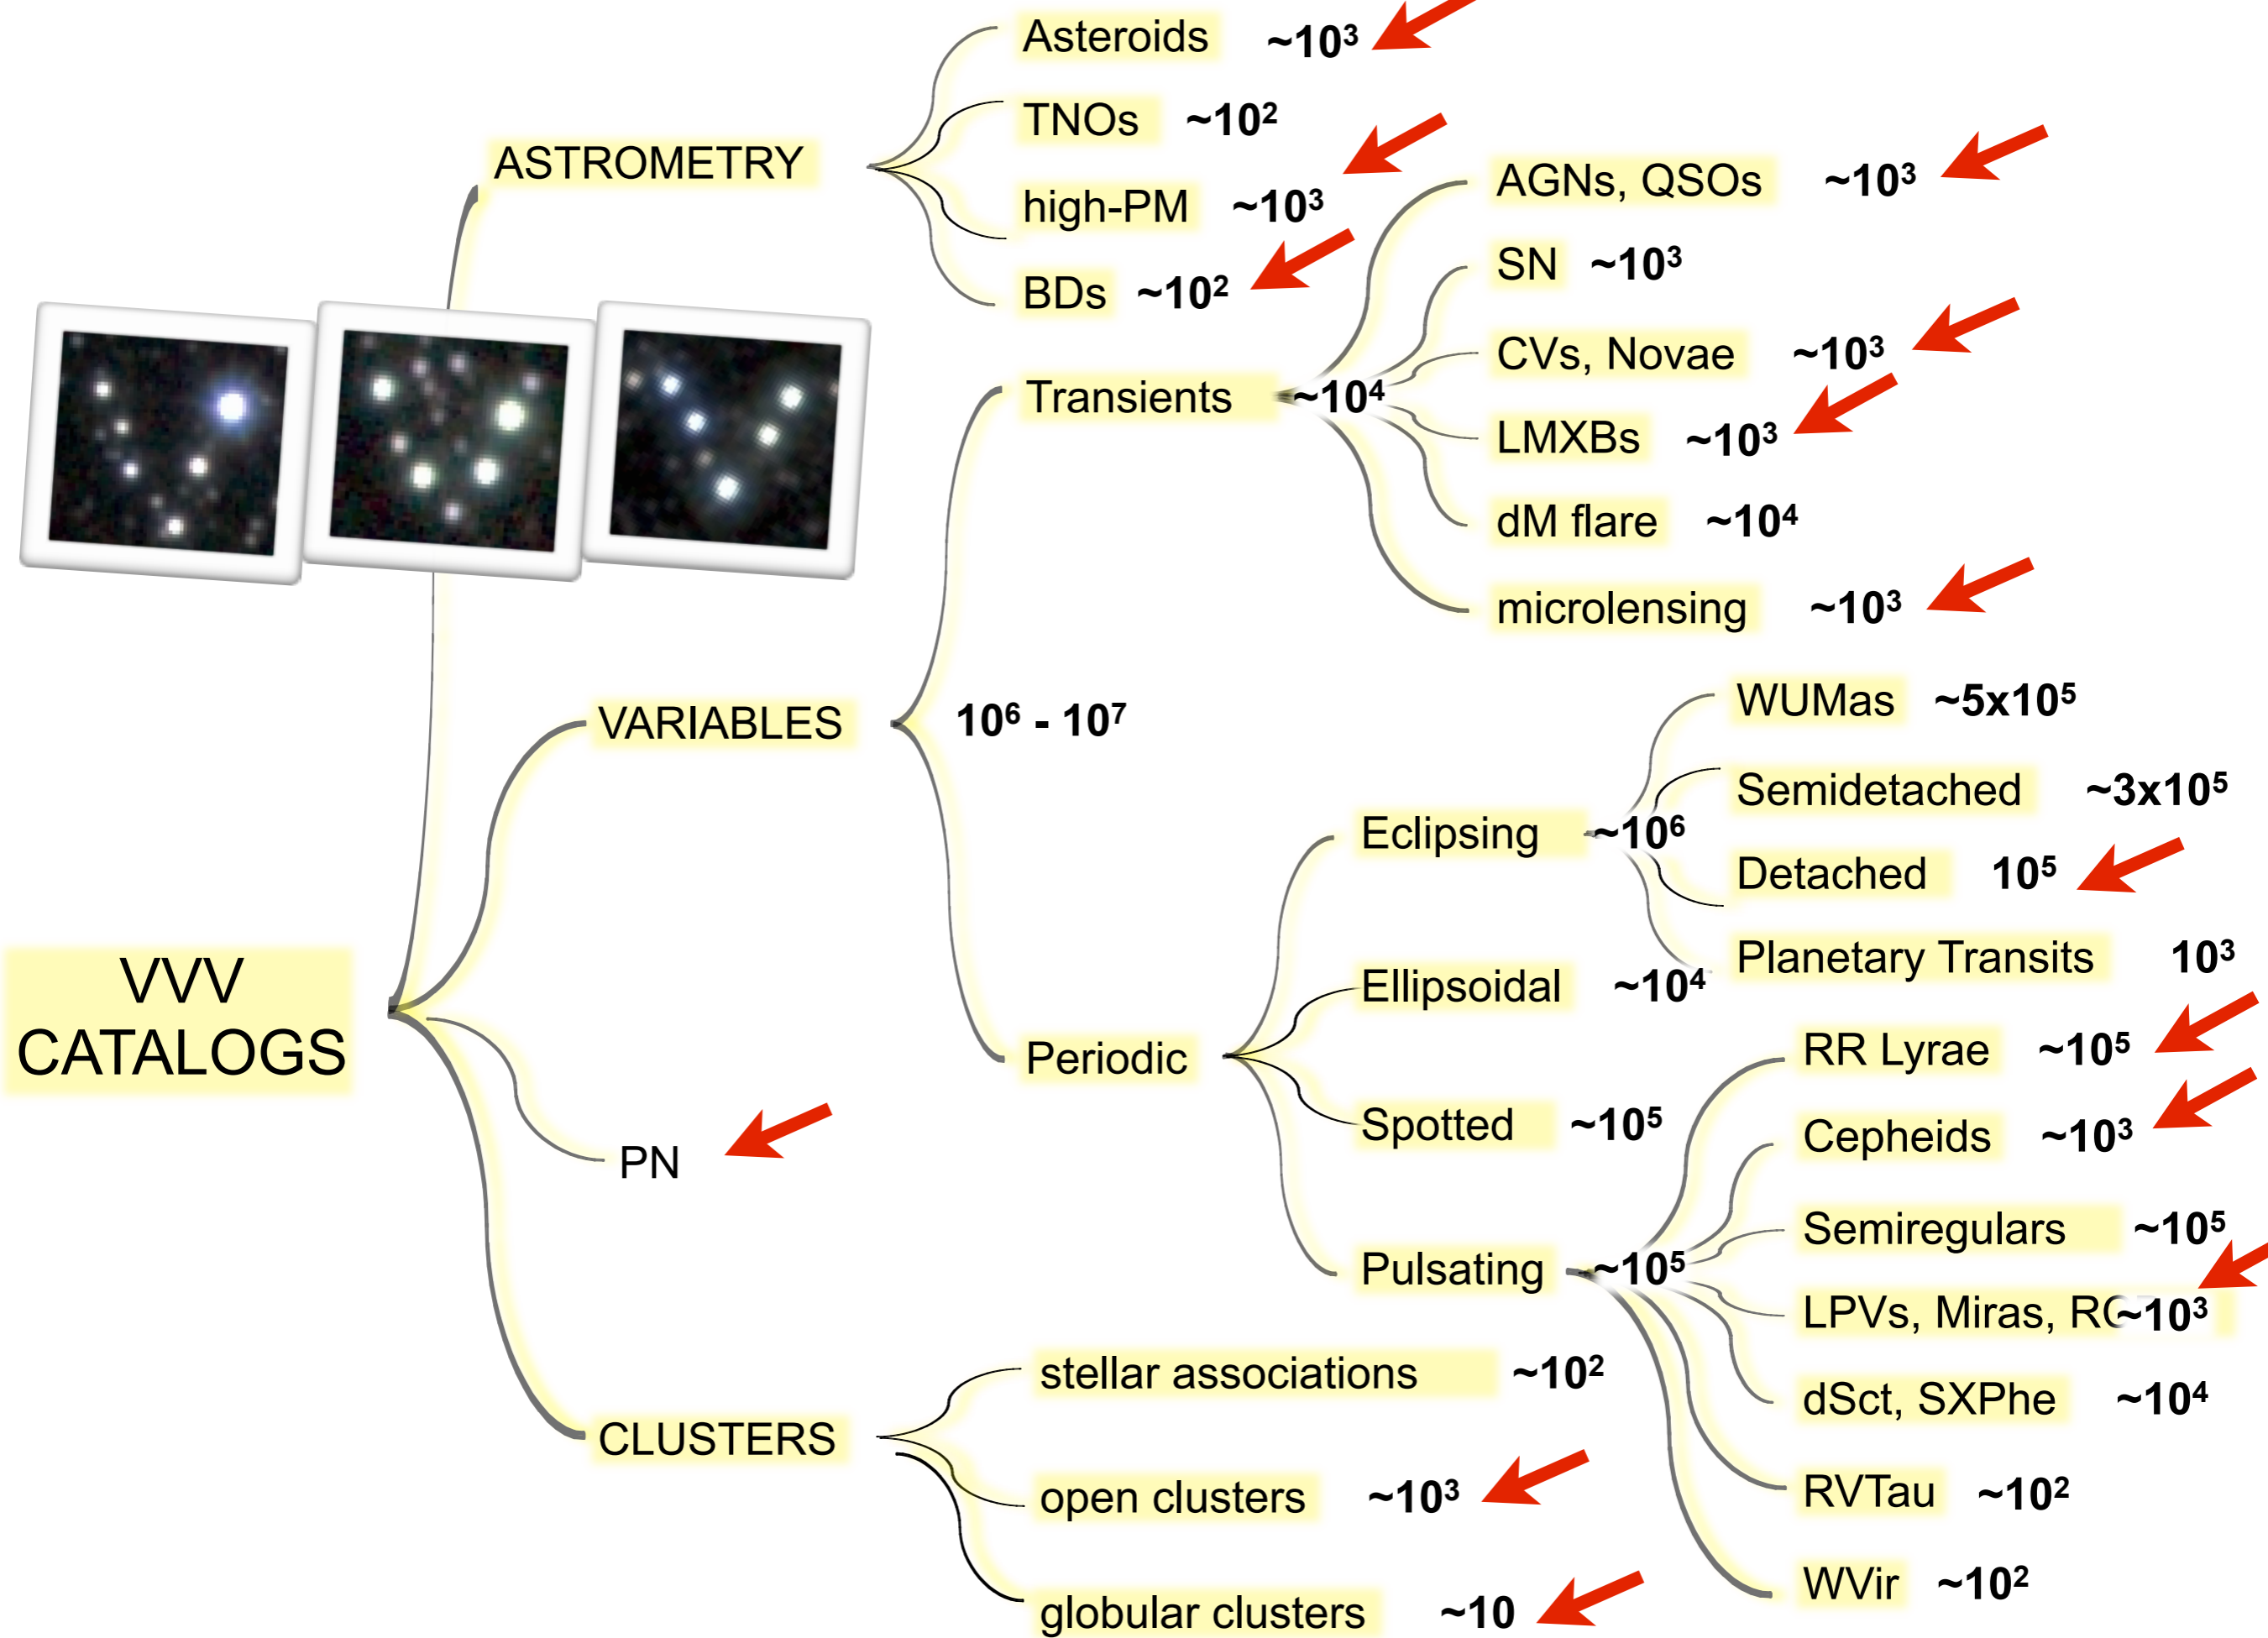 Asteroids ~10³
TNOs ~10²
ASTROMETRY
high-PM ~10³
BDs ~10²
AGNs, QSOs ~10³
SN ~10³
CVs, Novae ~10³
Transients ~10⁴
LMXBs ~10³
dM flare ~10⁴
microlensing ~10³
VARIABLES 10⁶ - 10⁷
WUMas ~5x10⁵
Semidetached ~3x10⁵
Eclipsing ~10⁶
Detached 10⁵
Planetary Transits 10³
Ellipsoidal ~10⁴
VVV
CATALOGS
Periodic
RR Lyrae ~10⁵
Spotted ~10⁵
Cepheids ~10³
PN
Semiregulars ~10⁵
Pulsating ~10⁵
LPVs, Miras, ~10³
stellar associations ~10²
dSct, SXPhe ~10⁴
CLUSTERS
open clusters ~10³
RVTau ~10²
WVir ~10²
globular clusters ~10